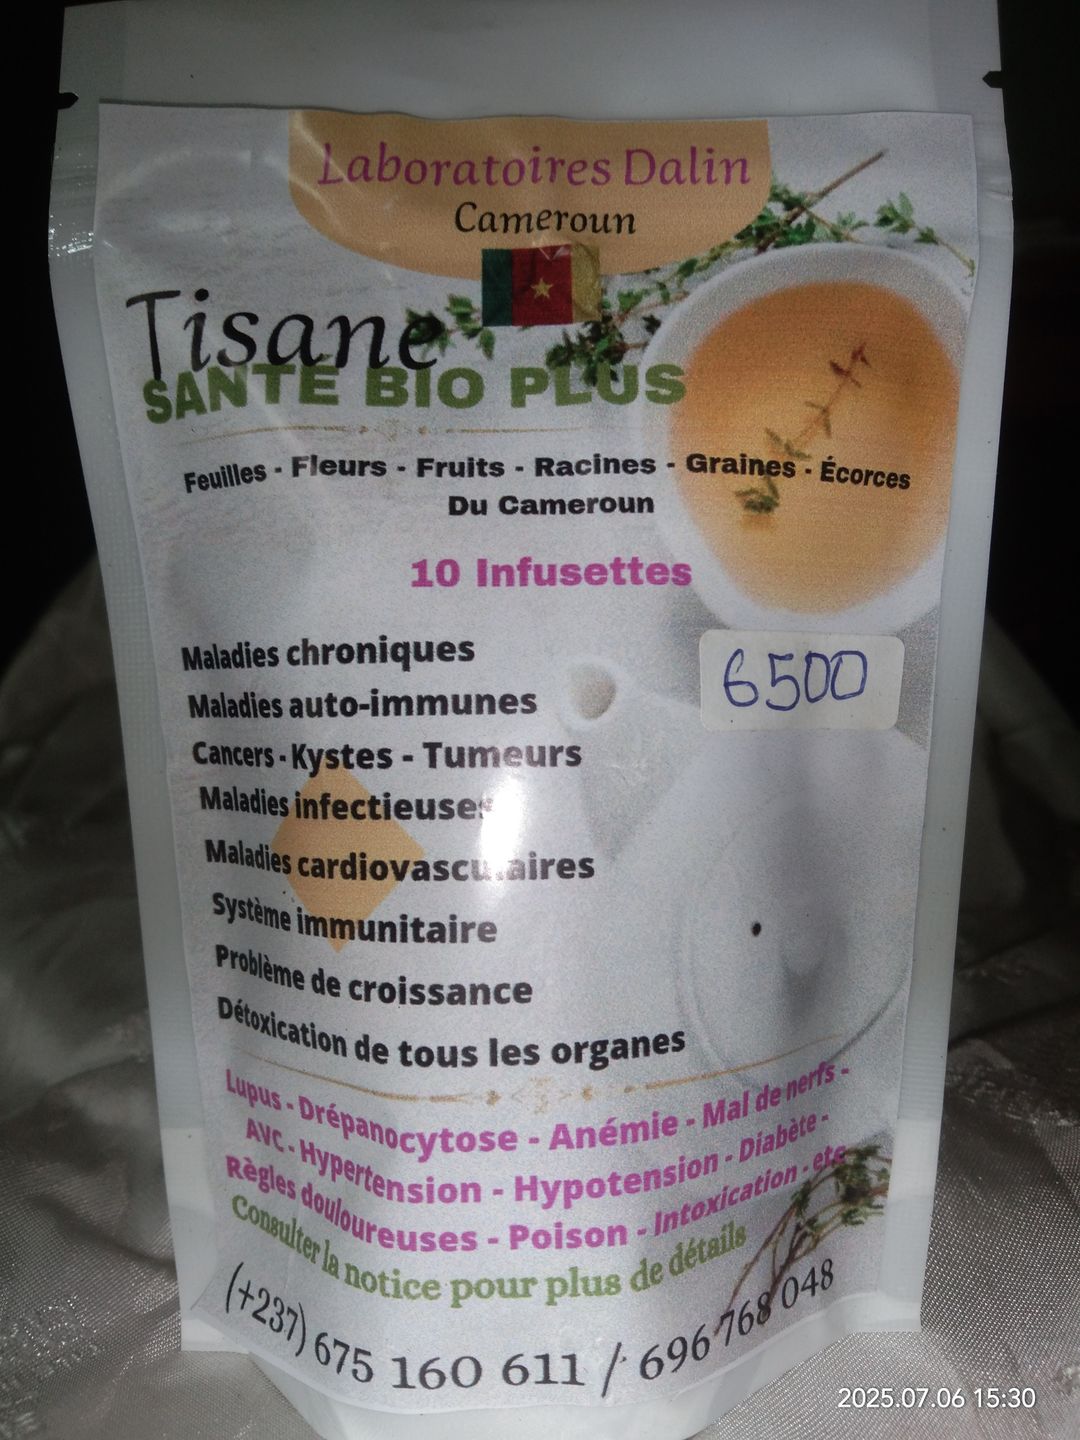 Laboratoires Dalin
Cameroun
Tisane
SANTÉ BIO PLUS
Feuilles - Fleurs - Fruits - Racines - Graines - Écorces
Du Cameroun
10 Infusettes
6500
Maladies chroniques
Maladies auto-immunes
Cancers - Kystes - Tumeurs
Maladies infectieuses
Maladies cardiovasculaires
Système immunitaire
Problème de croissance
Détoxication de tous les organes
Lupus - Drépanocytose - Anémie - Mal de nerfs -
AVC - Hypertension - Hypotension - Diabète -
Règles douloureuses - Poison - Intoxication - etc
Consulter la notice pour plus de détails
(+237) 675 160 611 / 696 768 048
2025.07.06 15:30